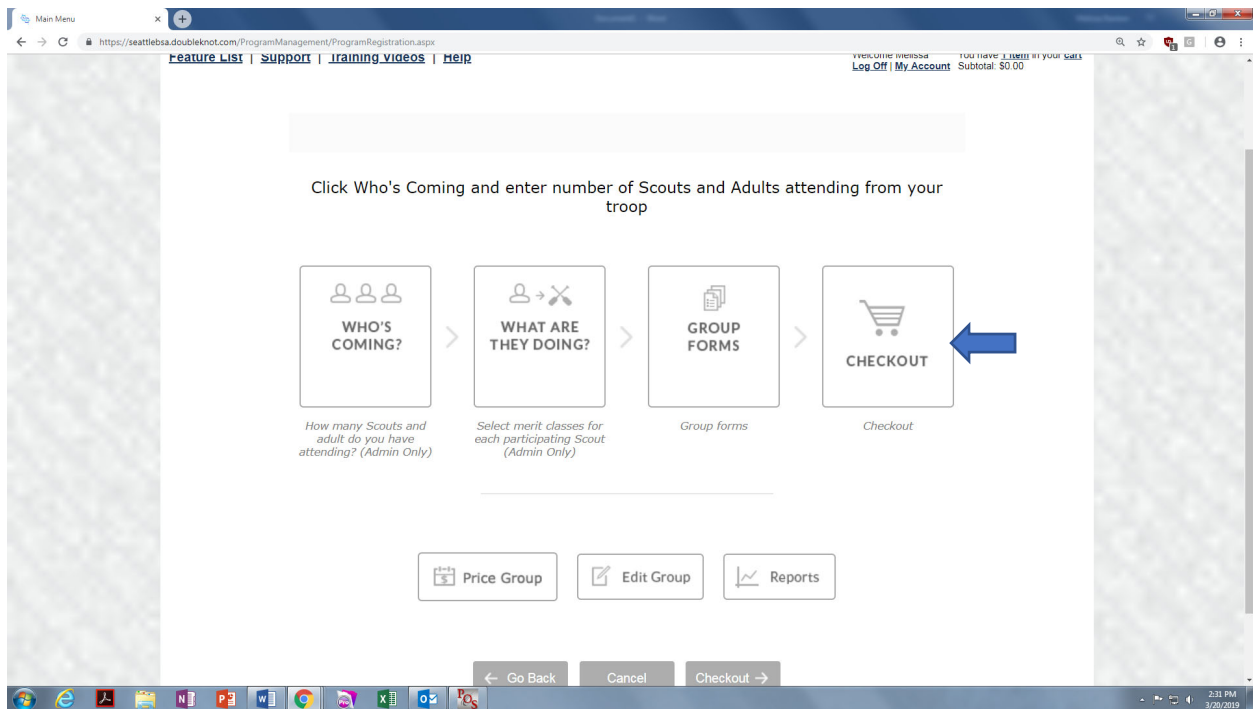 Main Menu
https://seattlebsa.doubleknot.com/ProgramManagement/ProgramRegistration.aspx
Feature List | Support | Training Videos | Help
Welcome Melissa You have 1 item in your cart
Log Off | My Account Subtotal: $0.00
Click Who's Coming and enter number of Scouts and Adults attending from your
troop
WHO'S
COMING?
WHAT ARE
THEY DOING?
GROUP
FORMS
CHECKOUT
How many Scouts and
adult do you have
attending? (Admin Only)
Select merit classes for
each participating Scout
(Admin Only)
Group forms
Checkout
Price Group
Edit Group
Reports
← Go Back
Cancel
Checkout →
2:31 PM
3/20/2019